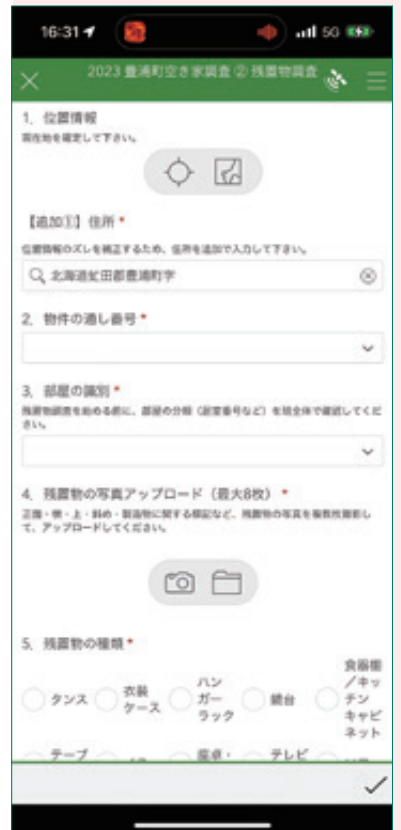 16:31
5G
2023 豊浦町空き家調査 ② 残置物調査
1. 位置情報
現在地を確定して下さい。
【追加①】住所 *
位置情報のズレを補正するため、住所を追加で入力して下さい。
北海道虻田郡豊浦町字
2. 物件の通し番号 *
3. 部屋の識別 *
残置物調査を始める前に、部屋の分類（居室番号など）を班全体で確認してくだ
さい。
4. 残置物の写真アップロード（最大8枚） *
正面・横・上・斜め・製造物に関する標記など、残置物の写真を複数枚撮影し
て、アップロードしてください。
5. 残置物の種類 *
タンス
衣装
ケース
ハン
ガー
ラック
鏡台
食器棚
/キッ
チン
キャビ
ネット
テーブ
座卓・
テレビ